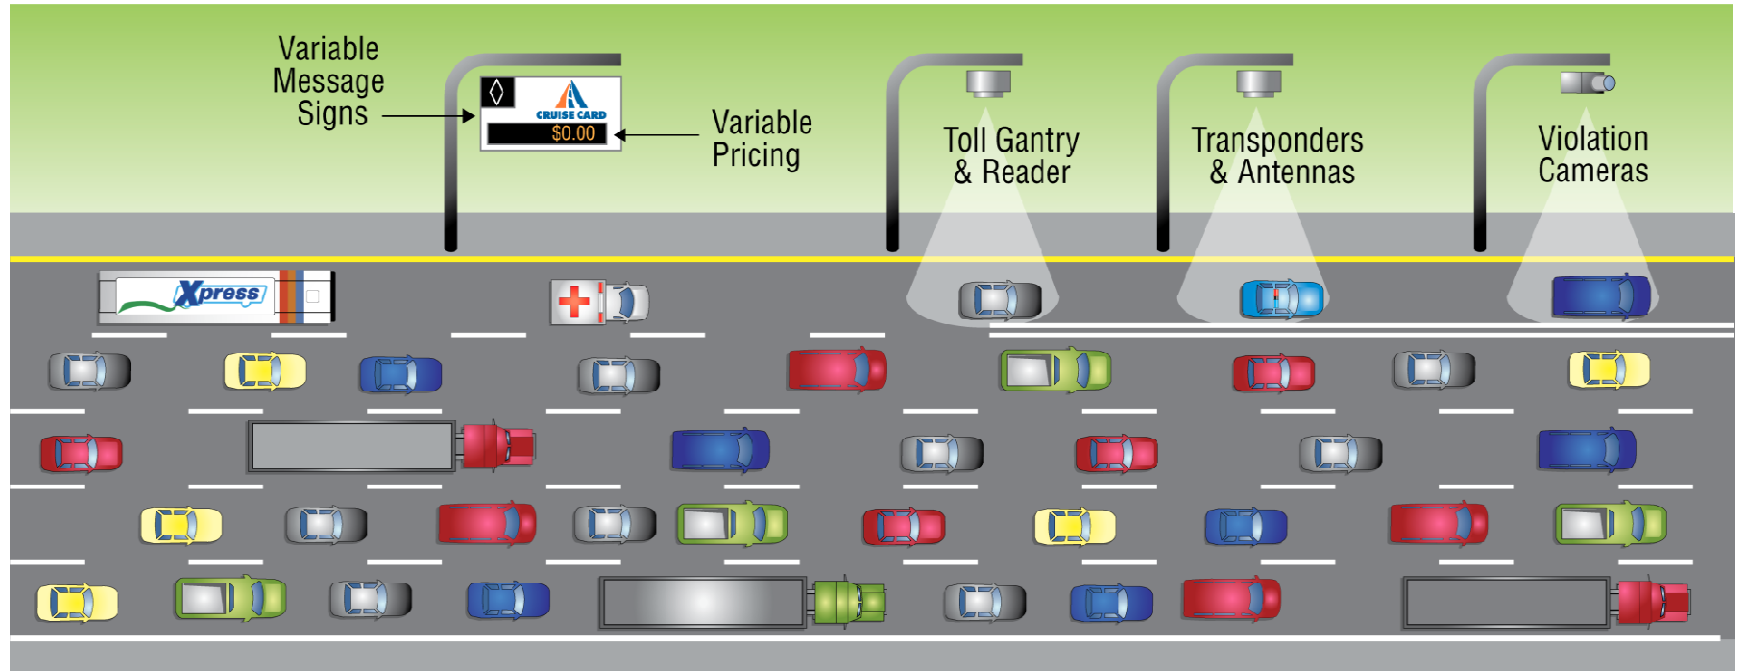 Variable
Message
Signs
CRUISE CARD
$0.00
Variable
Pricing
Toll Gantry
& Reader
Transponders
& Antennas
Violation
Cameras
Xpress